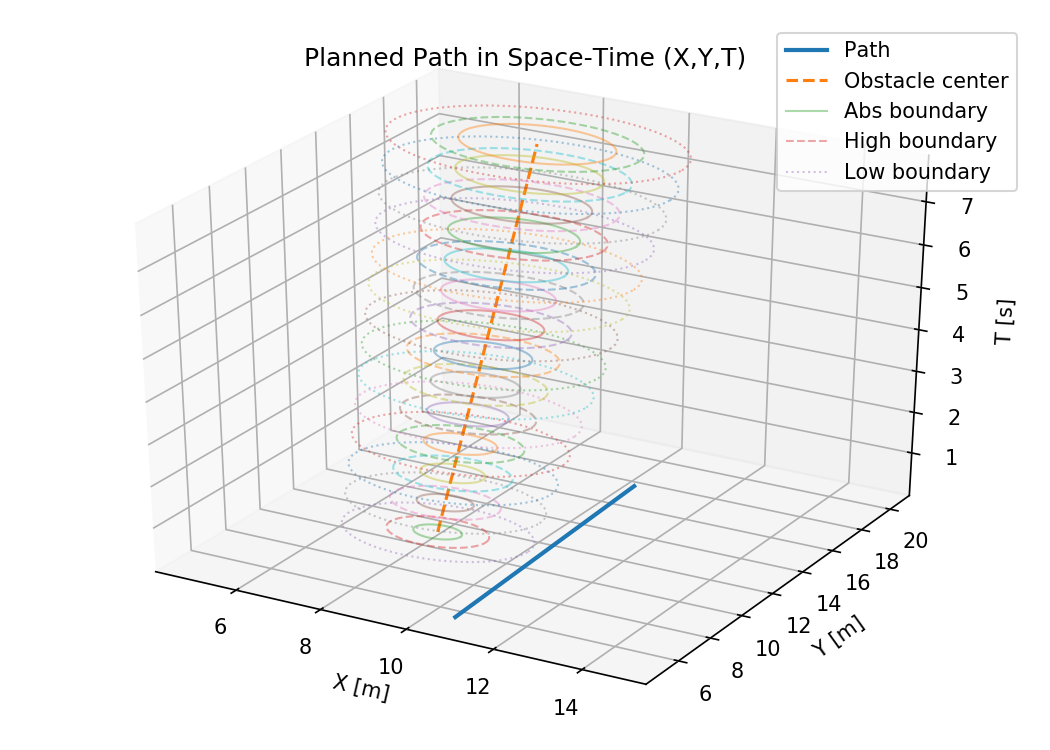 Planned Path in Space-Time (X,Y,T)
Path
Obstacle center
Abs boundary
High boundary
Low boundary
7
6
5
4
3
2
1
T [s]
20
18
16
14
12
10
8
6
Y [m]
6
8
10
12
14
X [m]